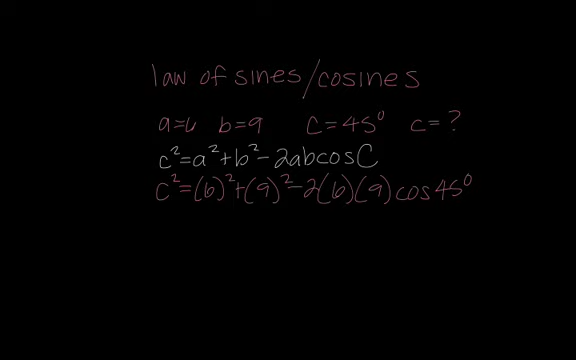 law of sines/cosines
a=6 b=9 C=45° c=?
c²=a²+b²-2abcosC
c²=(6)²+(9)²-2(6)(9)cos45°